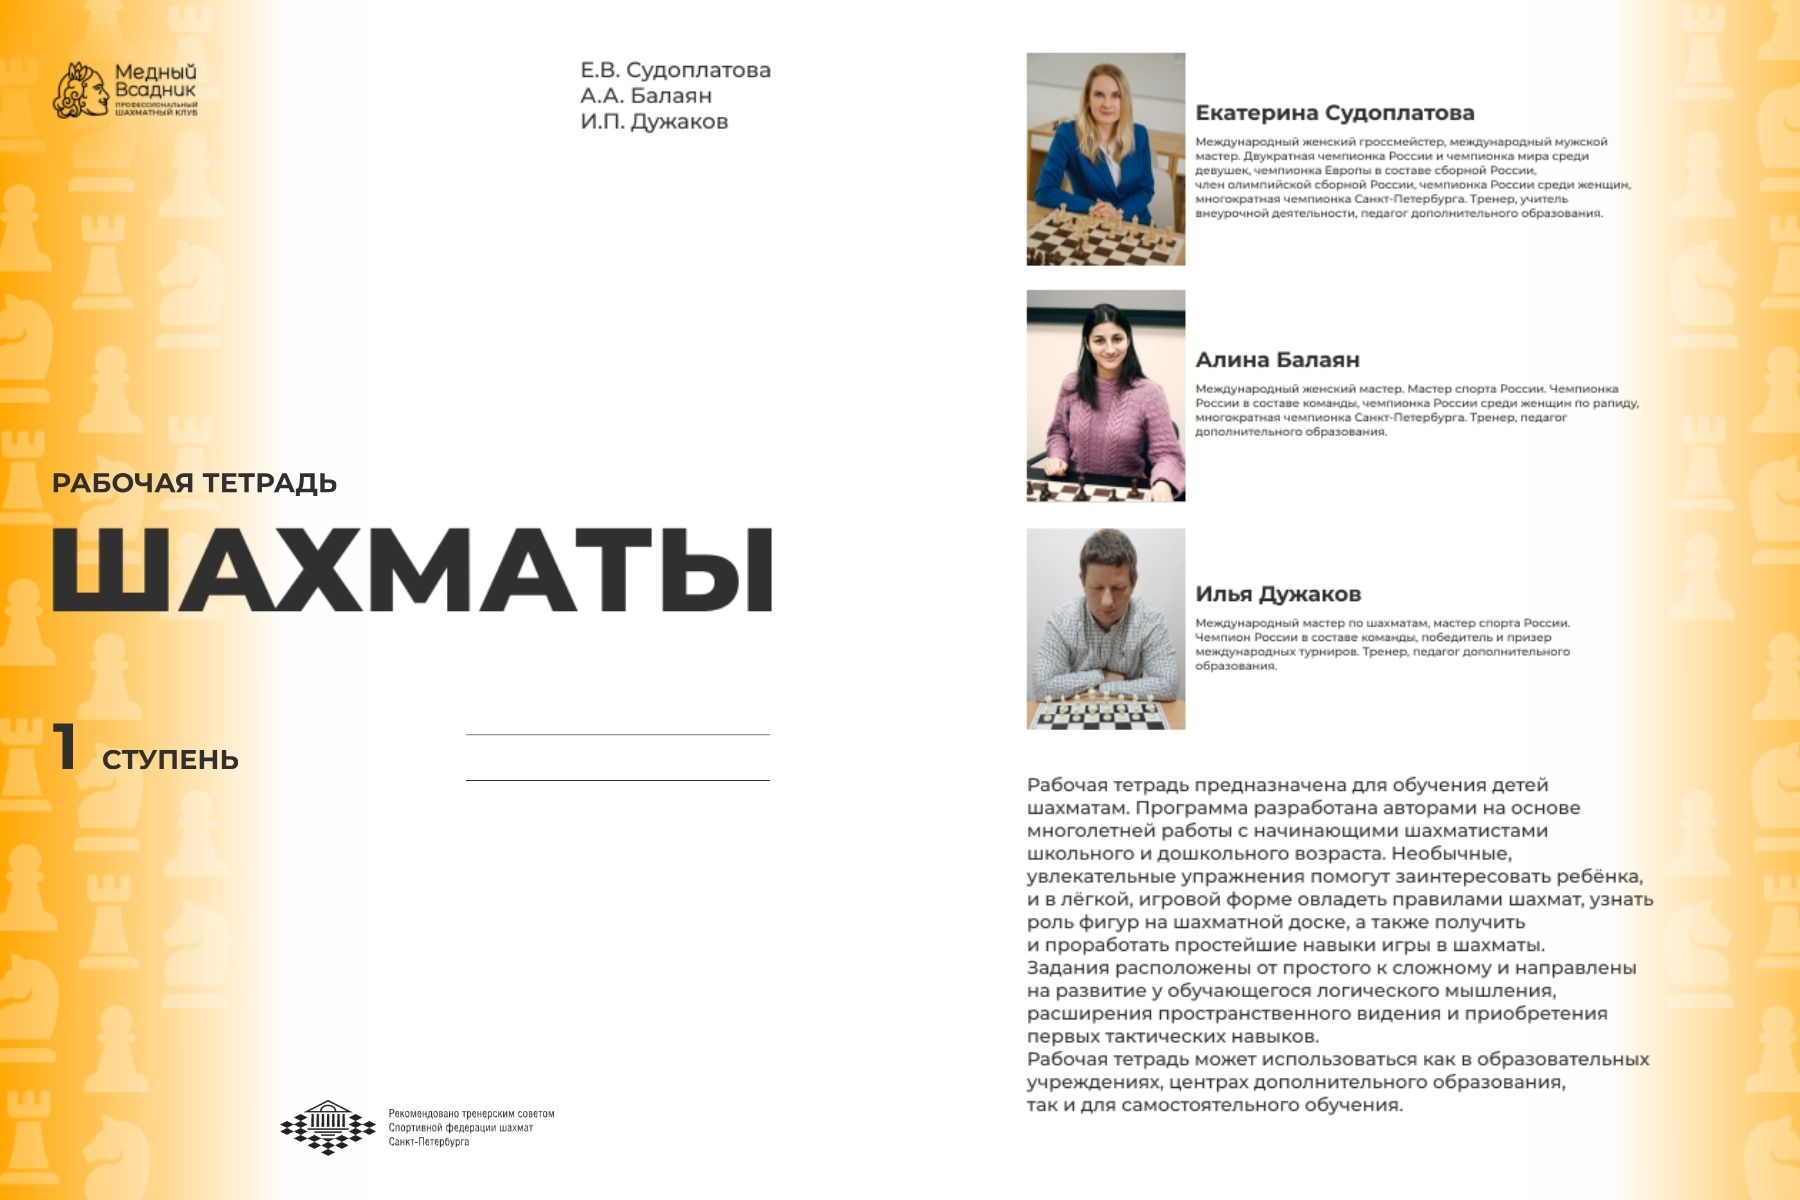 Медный
Всадник
ПРОФЕССИОНАЛЬНЫЙ
ШАХМАТНЫЙ КЛУБ
Е.В. Судоплатова
А.А. Балаян
И.П. Дужаков
РАБОЧАЯ ТЕТРАДЬ
ШАХМАТЫ
1 СТУПЕНЬ
Рекомендовано тренерским советом
Спортивной федерации шахмат
Санкт-Петербурга
Екатерина Судоплатова
Международный женский гроссмейстер, международный мужской
мастер. Двукратная чемпионка России и чемпионка мира среди
девушек, чемпионка Европы в составе сборной России,
член олимпийской сборной России, чемпионка России среди женщин,
многократная чемпионка Санкт-Петербурга. Тренер, учитель
внеурочной деятельности, педагог дополнительного образования.
Алина Балаян
Международный женский мастер. Мастер спорта России. Чемпионка
России в составе команды, чемпионка России среди женщин по рапиду,
многократная чемпионка Санкт-Петербурга. Тренер, педагог
дополнительного образования.
Илья Дужаков
Международный мастер по шахматам, мастер спорта России.
Чемпион России в составе команды, победитель и призер
международных турниров. Тренер, педагог дополнительного
образования.
Рабочая тетрадь предназначена для обучения детей
шахматам. Программа разработана авторами на основе
многолетней работы с начинающими шахматистами
школьного и дошкольного возраста. Необычные,
увлекательные упражнения помогут заинтересовать ребёнка,
и в лёгкой, игровой форме овладеть правилами шахмат, узнать
роль фигур на шахматной доске, а также получить
и проработать простейшие навыки игры в шахматы.
Задания расположены от простого к сложному и направлены
на развитие у обучающегося логического мышления,
расширения пространственного видения и приобретения
первых тактических навыков.
Рабочая тетрадь может использоваться как в образовательных
учреждениях, центрах дополнительного образования,
так и для самостоятельного обучения.